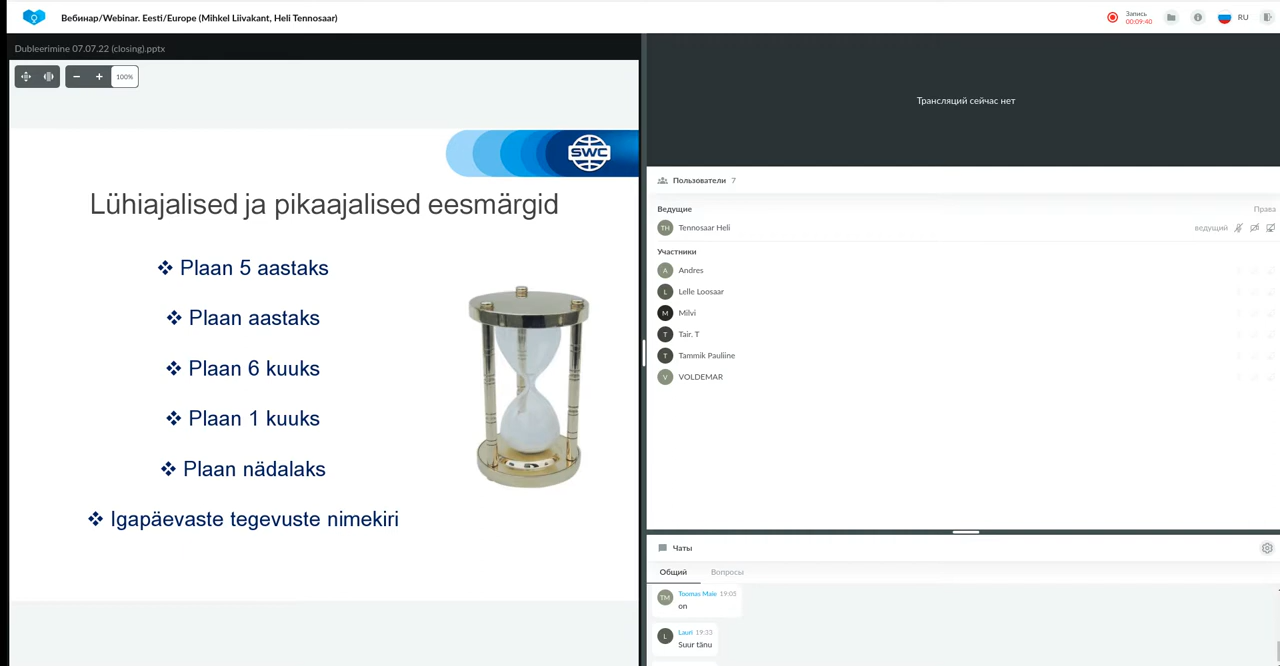 Вебинар/Webinar. Eesti/Europe (Mihkel Liivakant, Heli Tennosaar)
Запись
00:09:40
RU
Dubleerimine 07.07.22 (closing).pptx
100%
Трансляций сейчас нет
SWC
Lühiajalised ja pikaajalised eesmärgid
❖ Plaan 5 aastaks
❖ Plaan aastaks
❖ Plaan 6 kuuks
❖ Plaan 1 kuuks
❖ Plaan nädalaks
❖ Igapäevaste tegevuste nimekiri
Пользователи 7
Ведущие
Права
TH Tennosaar Heli
ведущий
Участники
A Andres
L Lelle Loosaar
M Milvi
T Tair. T
T Tammik Pauliine
V VOLDEMAR
Чаты
Общий
Вопросы
TM Toomas Maie 19:05
on
L Lauri 19:33
Suur tänu